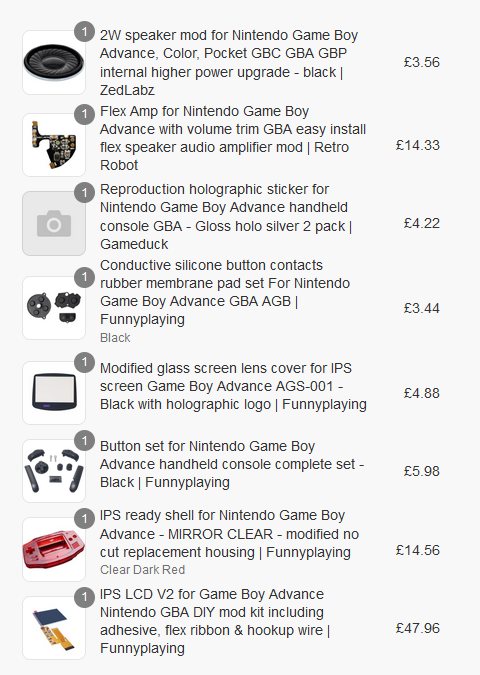 1
2W speaker mod for Nintendo Game Boy
Advance, Color, Pocket GBC GBA GBP
internal higher power upgrade - black |
ZedLabz
£3.56
1
Flex Amp for Nintendo Game Boy
Advance with volume trim GBA easy install
flex speaker audio amplifier mod | Retro
Robot
£14.33
1
Reproduction holographic sticker for
Nintendo Game Boy Advance handheld
console GBA - Gloss holo silver 2 pack |
Gameduck
£4.22
1
Conductive silicone button contacts
rubber membrane pad set For Nintendo
Game Boy Advance GBA AGB |
Funnyplaying
Black
£3.44
1
Modified glass screen lens cover for IPS
screen Game Boy Advance AGS-001 -
Black with holographic logo | Funnyplaying
£4.88
1
Button set for Nintendo Game Boy
Advance handheld console complete set -
Black | Funnyplaying
£5.98
1
IPS ready shell for Nintendo Game Boy
Advance - MIRROR CLEAR - modified no
cut replacement housing | Funnyplaying
Clear Dark Red
£14.56
1
IPS LCD V2 for Game Boy Advance
Nintendo GBA DIY mod kit including
adhesive, flex ribbon & hookup wire |
Funnyplaying
£47.96